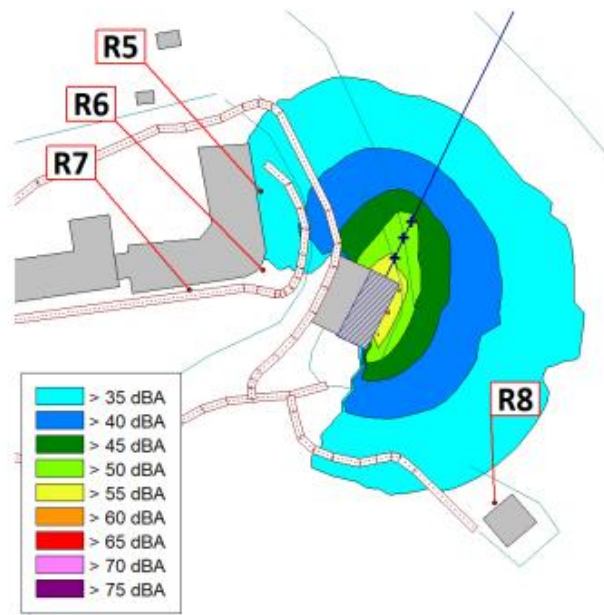 R5
R6
R7
R8
> 35 dBA
> 40 dBA
> 45 dBA
> 50 dBA
> 55 dBA
> 60 dBA
> 65 dBA
> 70 dBA
> 75 dBA